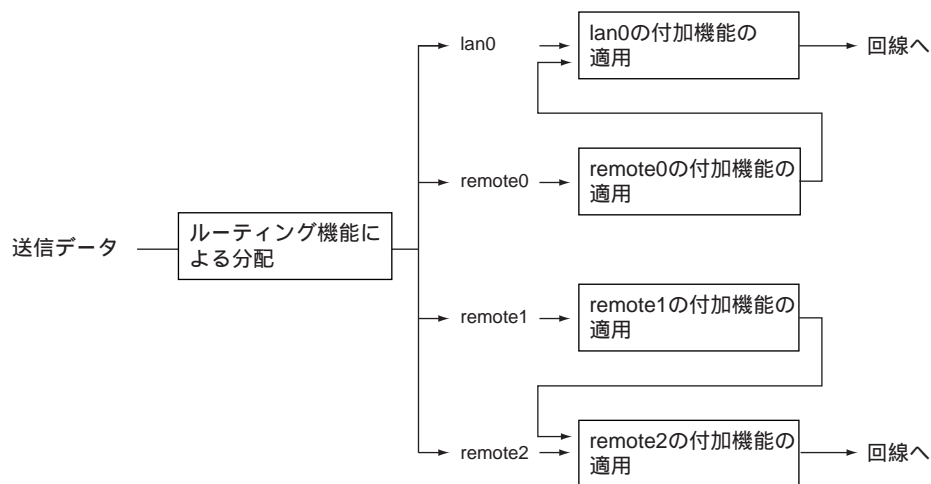 lan0
lan0の付加機能の
適用
回線へ
remote0
remote0の付加機能の
適用
送信データ
ルーティング機能に
よる分配
remote1
remote1の付加機能の
適用
remote2
remote2の付加機能の
適用
回線へ